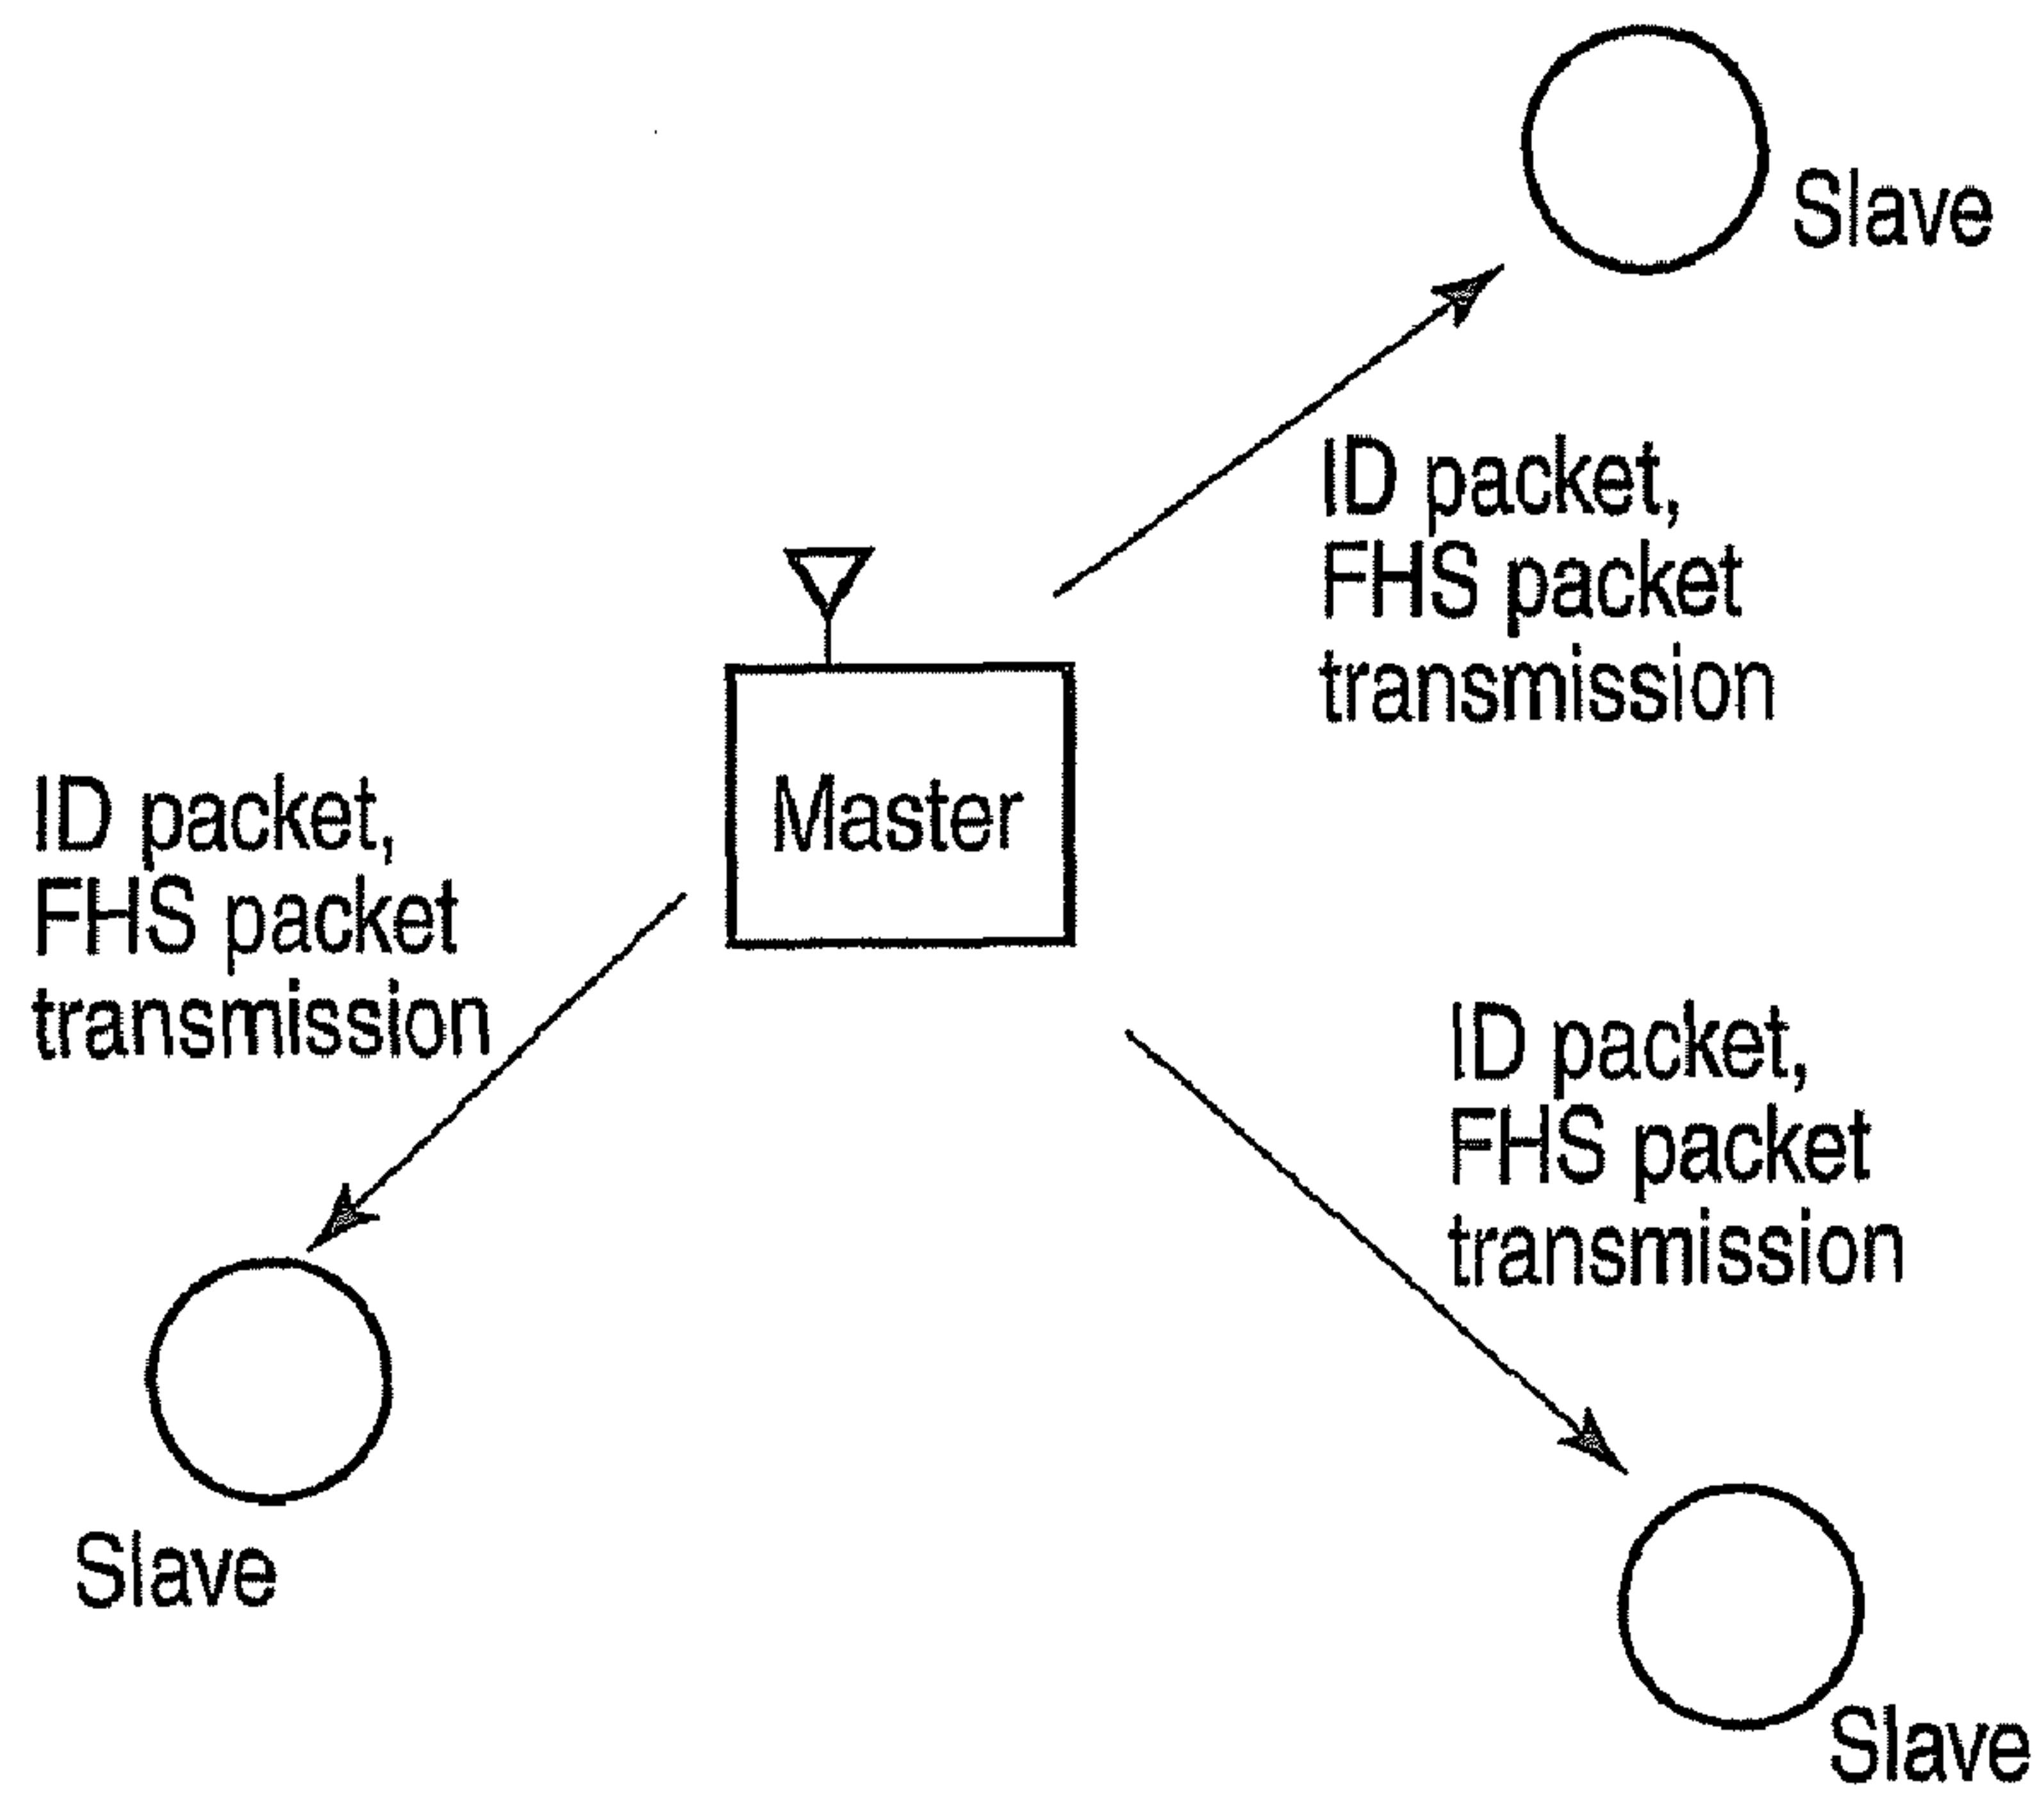 Slave
ID packet,
FHS packet
transmission
Master
ID packet,
FHS packet
transmission
ID packet,
FHS packet
transmission
Slave
Slave